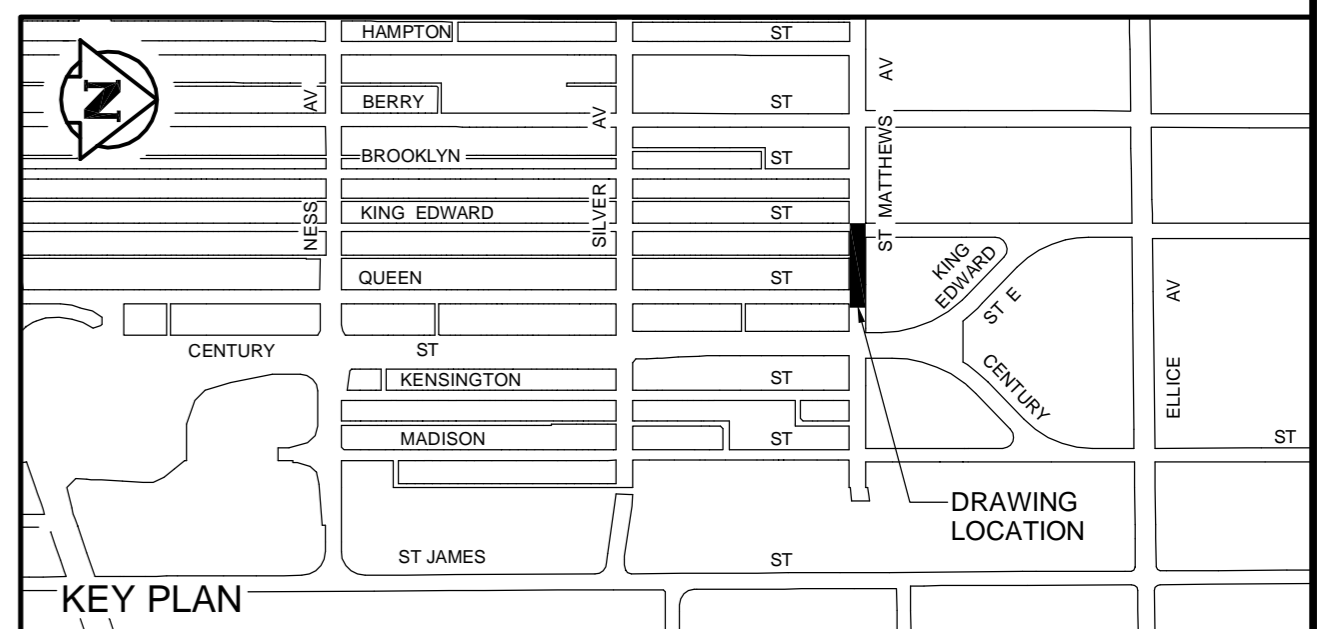 HAMPTON ST
N
BERRY ST
BROOKLYN ST
KING EDWARD ST
QUEEN ST
CENTURY ST
KENSINGTON ST
MADISON ST
ST JAMES ST
NESS AV
SILVER AV
ST MATTHEWS AV
KING
EDWARD
ST E
CENTURY
ST
ELLICE AV
DRAWING
LOCATION
KEY PLAN